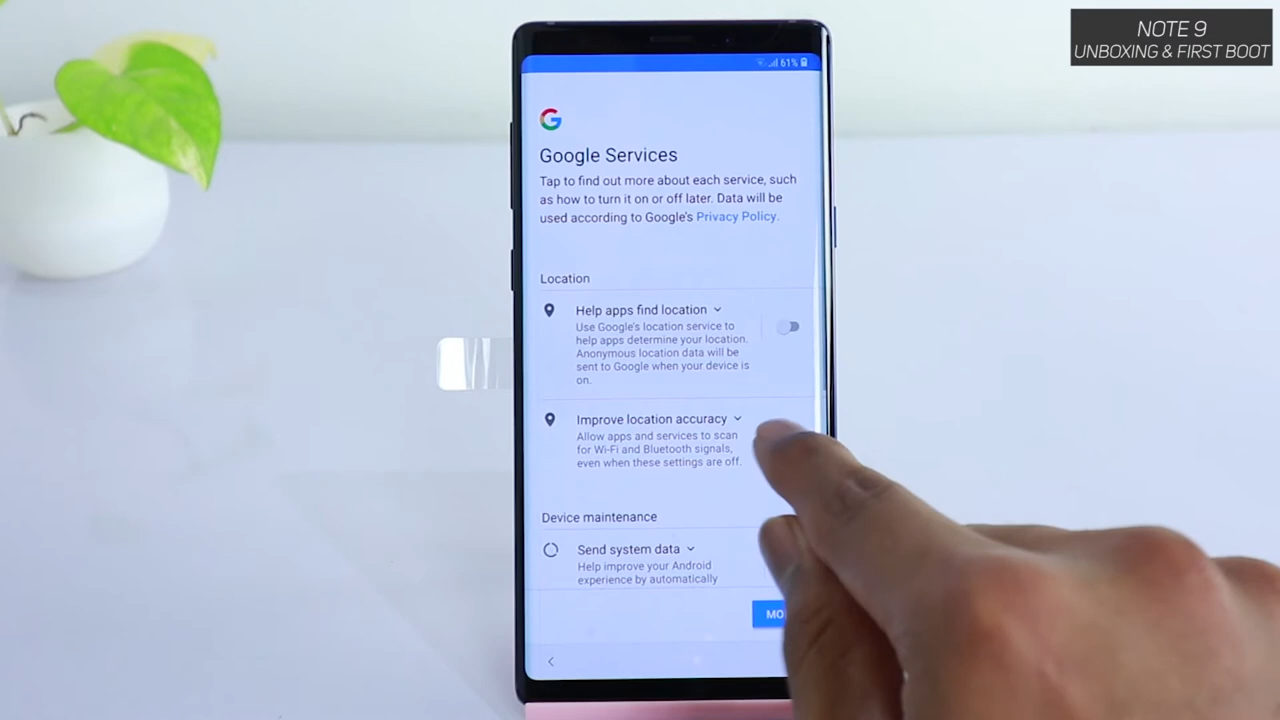 NOTE 9
UNBOXING & FIRST BOOT
61%
Google Services
Tap to find out more about each service, such
as how to turn it on or off later. Data will be
used according to Google's Privacy Policy.
Location
Help apps find location
Use Google's location service to
help apps determine your location.
Anonymous location data will be
sent to Google when your device is
on.
Improve location accuracy
Allow apps and services to scan
for Wi-Fi and Bluetooth signals,
even when these settings are off.
Device maintenance
Send system data
Help improve your Android
experience by automatically